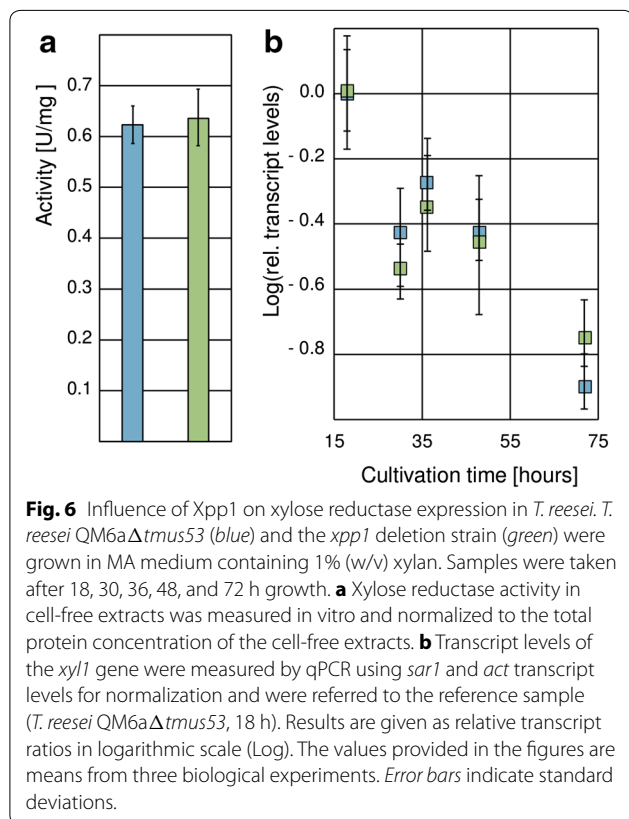 a
b
Activity [U/mg ]
0.7
0.6
0.5
0.4
0.3
0.2
0.1
Log(rel. transcript levels)
0.0
- 0.2
- 0.4
- 0.6
- 0.8
15
35
55
75
Cultivation time [hours]
Fig. 6 Influence of Xpp1 on xylose reductase expression in T. reesei. T.
reesei QM6aΔtmus53 (blue) and the xpp1 deletion strain (green) were
grown in MA medium containing 1% (w/v) xylan. Samples were taken
after 18, 30, 36, 48, and 72 h growth. a Xylose reductase activity in
cell-free extracts was measured in vitro and normalized to the total
protein concentration of the cell-free extracts. b Transcript levels of
the xyl1 gene were measured by qPCR using sar1 and act transcript
levels for normalization and were referred to the reference sample
(T. reesei QM6aΔtmus53, 18 h). Results are given as relative transcript
ratios in logarithmic scale (Log). The values provided in the figures are
means from three biological experiments. Error bars indicate standard
deviations.